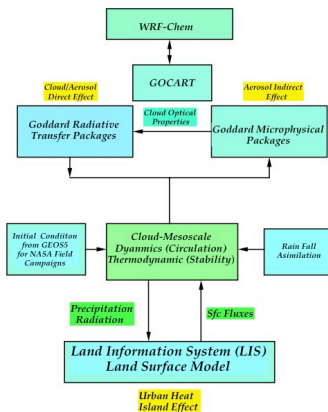 WRF-Chem
GOCART
Cloud/Aerosol
Direct Effect
Aerosol Indirect
Effect
Goddard Radiative
Transfer Packages
Cloud Optical
Properties
Goddard Microphysical
Packages
Initial Condiiton
from GEOS5
for NASA Field
Campaigns
Cloud-Mesoscale
Dyanmics (Circulation)
Thermodynamic (Stability)
Rain Fall
Asimilation
Precipitation
Radiation
Sfc Fluxes
Land Information System (LIS)
Land Surface Model
Urban Heat
Island Effect